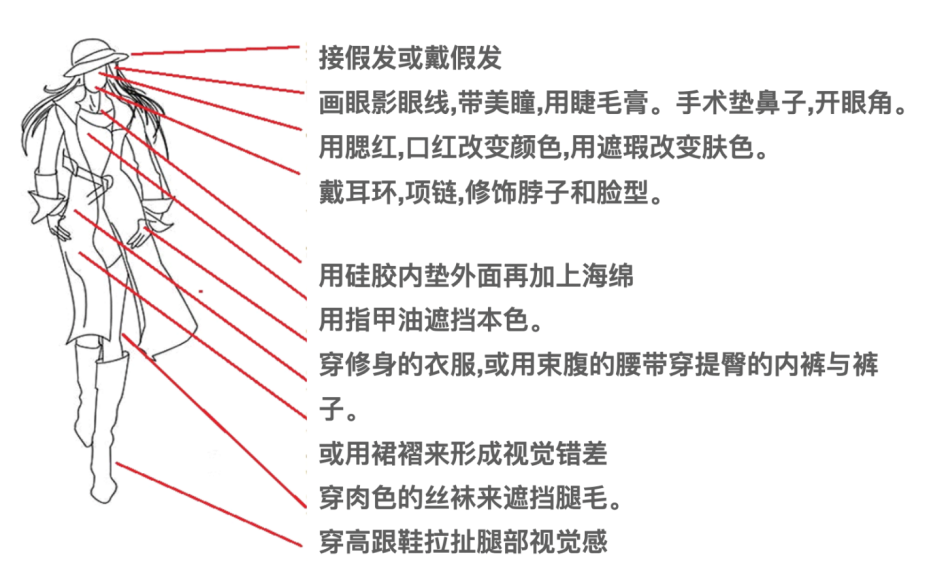 接假发或戴假发
画眼影眼线,带美瞳,用睫毛膏。手术垫鼻子,开眼角。
用腮红,口红改变颜色,用遮瑕改变肤色。
戴耳环,项链,修饰脖子和脸型。
用硅胶内垫外面再加上海绵
用指甲油遮挡本色。
穿修身的衣服,或用束腹的腰带穿提臀的内裤与裤
子。
或用裙褶来形成视觉错差
穿肉色的丝袜来遮挡腿毛。
穿高跟鞋拉扯腿部视觉感